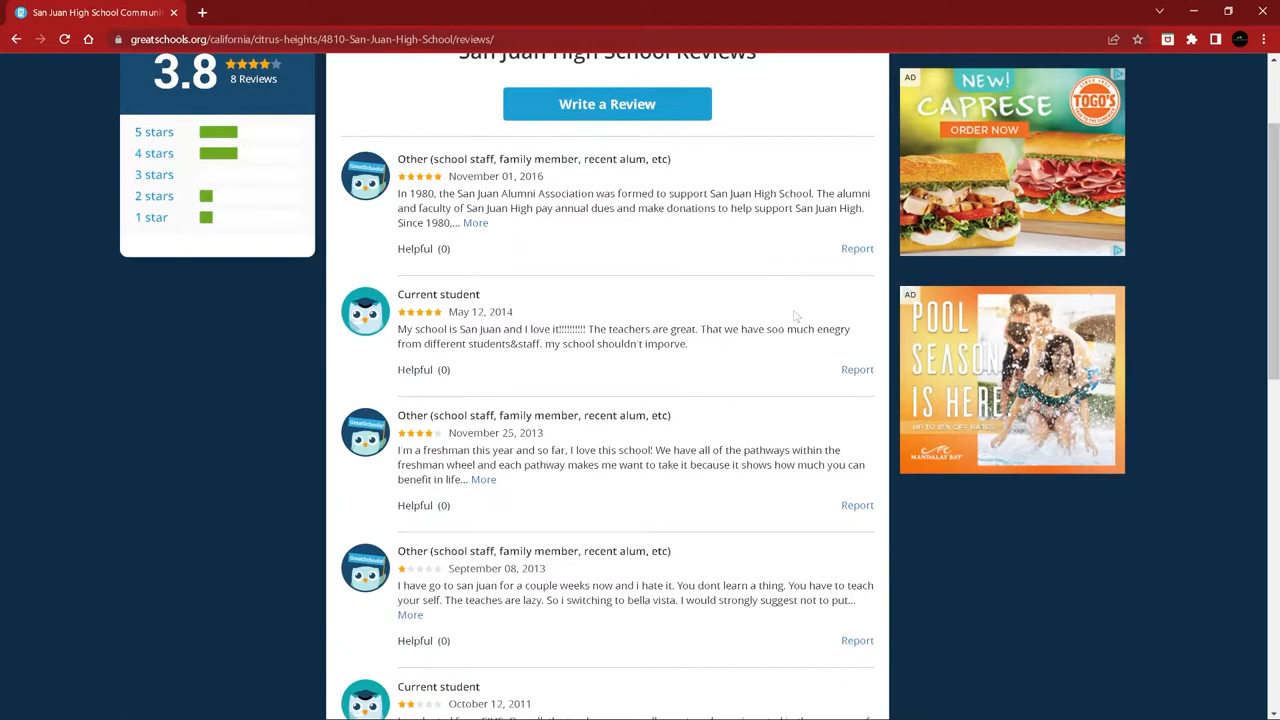 San Juan High School Communi
greatschools.org/california/citrus-heights/4810-San-Juan-High-School/reviews/
3.8
8 Reviews
5 stars
4 stars
3 stars
2 stars
1 star
San Juan High School Reviews
Write a Review
Other (school staff, family member, recent alum, etc)
November 01, 2016
In 1980, the San Juan Alumni Association was formed to support San Juan High School. The alumni
and faculty of San Juan High pay annual dues and make donations to help support San Juan High.
Since 1980,... More
Helpful (0)
Report
Current student
May 12, 2014
My school is San Juan and I love it!!!!!!!!!! The teachers are great. That we have soo much enegry
from different students&staff. my school shouldn't imporve.
Helpful (0)
Report
Other (school staff, family member, recent alum, etc)
November 25, 2013
I'm a freshman this year and so far, I love this school! We have all of the pathways within the
freshman wheel and each pathway makes me want to take it because it shows how much you can
benefit in life... More
Helpful (0)
Report
Other (school staff, family member, recent alum, etc)
September 08, 2013
I have go to san juan for a couple weeks now and i hate it. You dont learn a thing. You have to teach
your self. The teaches are lazy. So i switching to bella vista. I would strongly suggest not to put...
More
Helpful (0)
Report
Current student
October 12, 2011
AD
NEW!
CAPRESE
ORDER NOW
TOGO'S
AD
POOL
SEASON
IS HERE
UP TO 15% OFF RATES
MANDALAY BAY